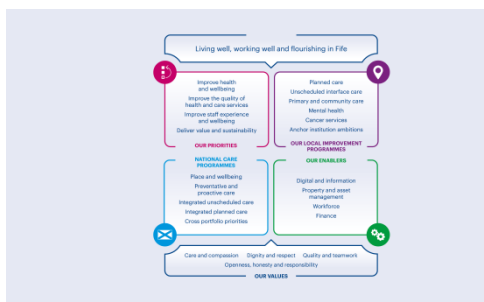 Living well, working well and flourishing in Fife
Improve health
and wellbeing
Improve the quality of
health and care services
Improve staff experience
and wellbeing
Deliver value and sustainability
OUR PRIORITIES
Planned care
Unscheduled interface care
Primary and community care
Mental health
Cancer services
Anchor institution ambitions
OUR LOCAL IMPROVEMENT
PROGRAMMES
NATIONAL CARE
PROGRAMMES
Place and wellbeing
Preventative and
proactive care
Integrated unscheduled care
Integrated planned care
Cross portfolio priorities
OUR ENABLERS
Digital and information
Property and asset
management
Workforce
Finance
Care and compassion Dignity and respect Quality and teamwork
Openness, honesty and responsibility
OUR VALUES